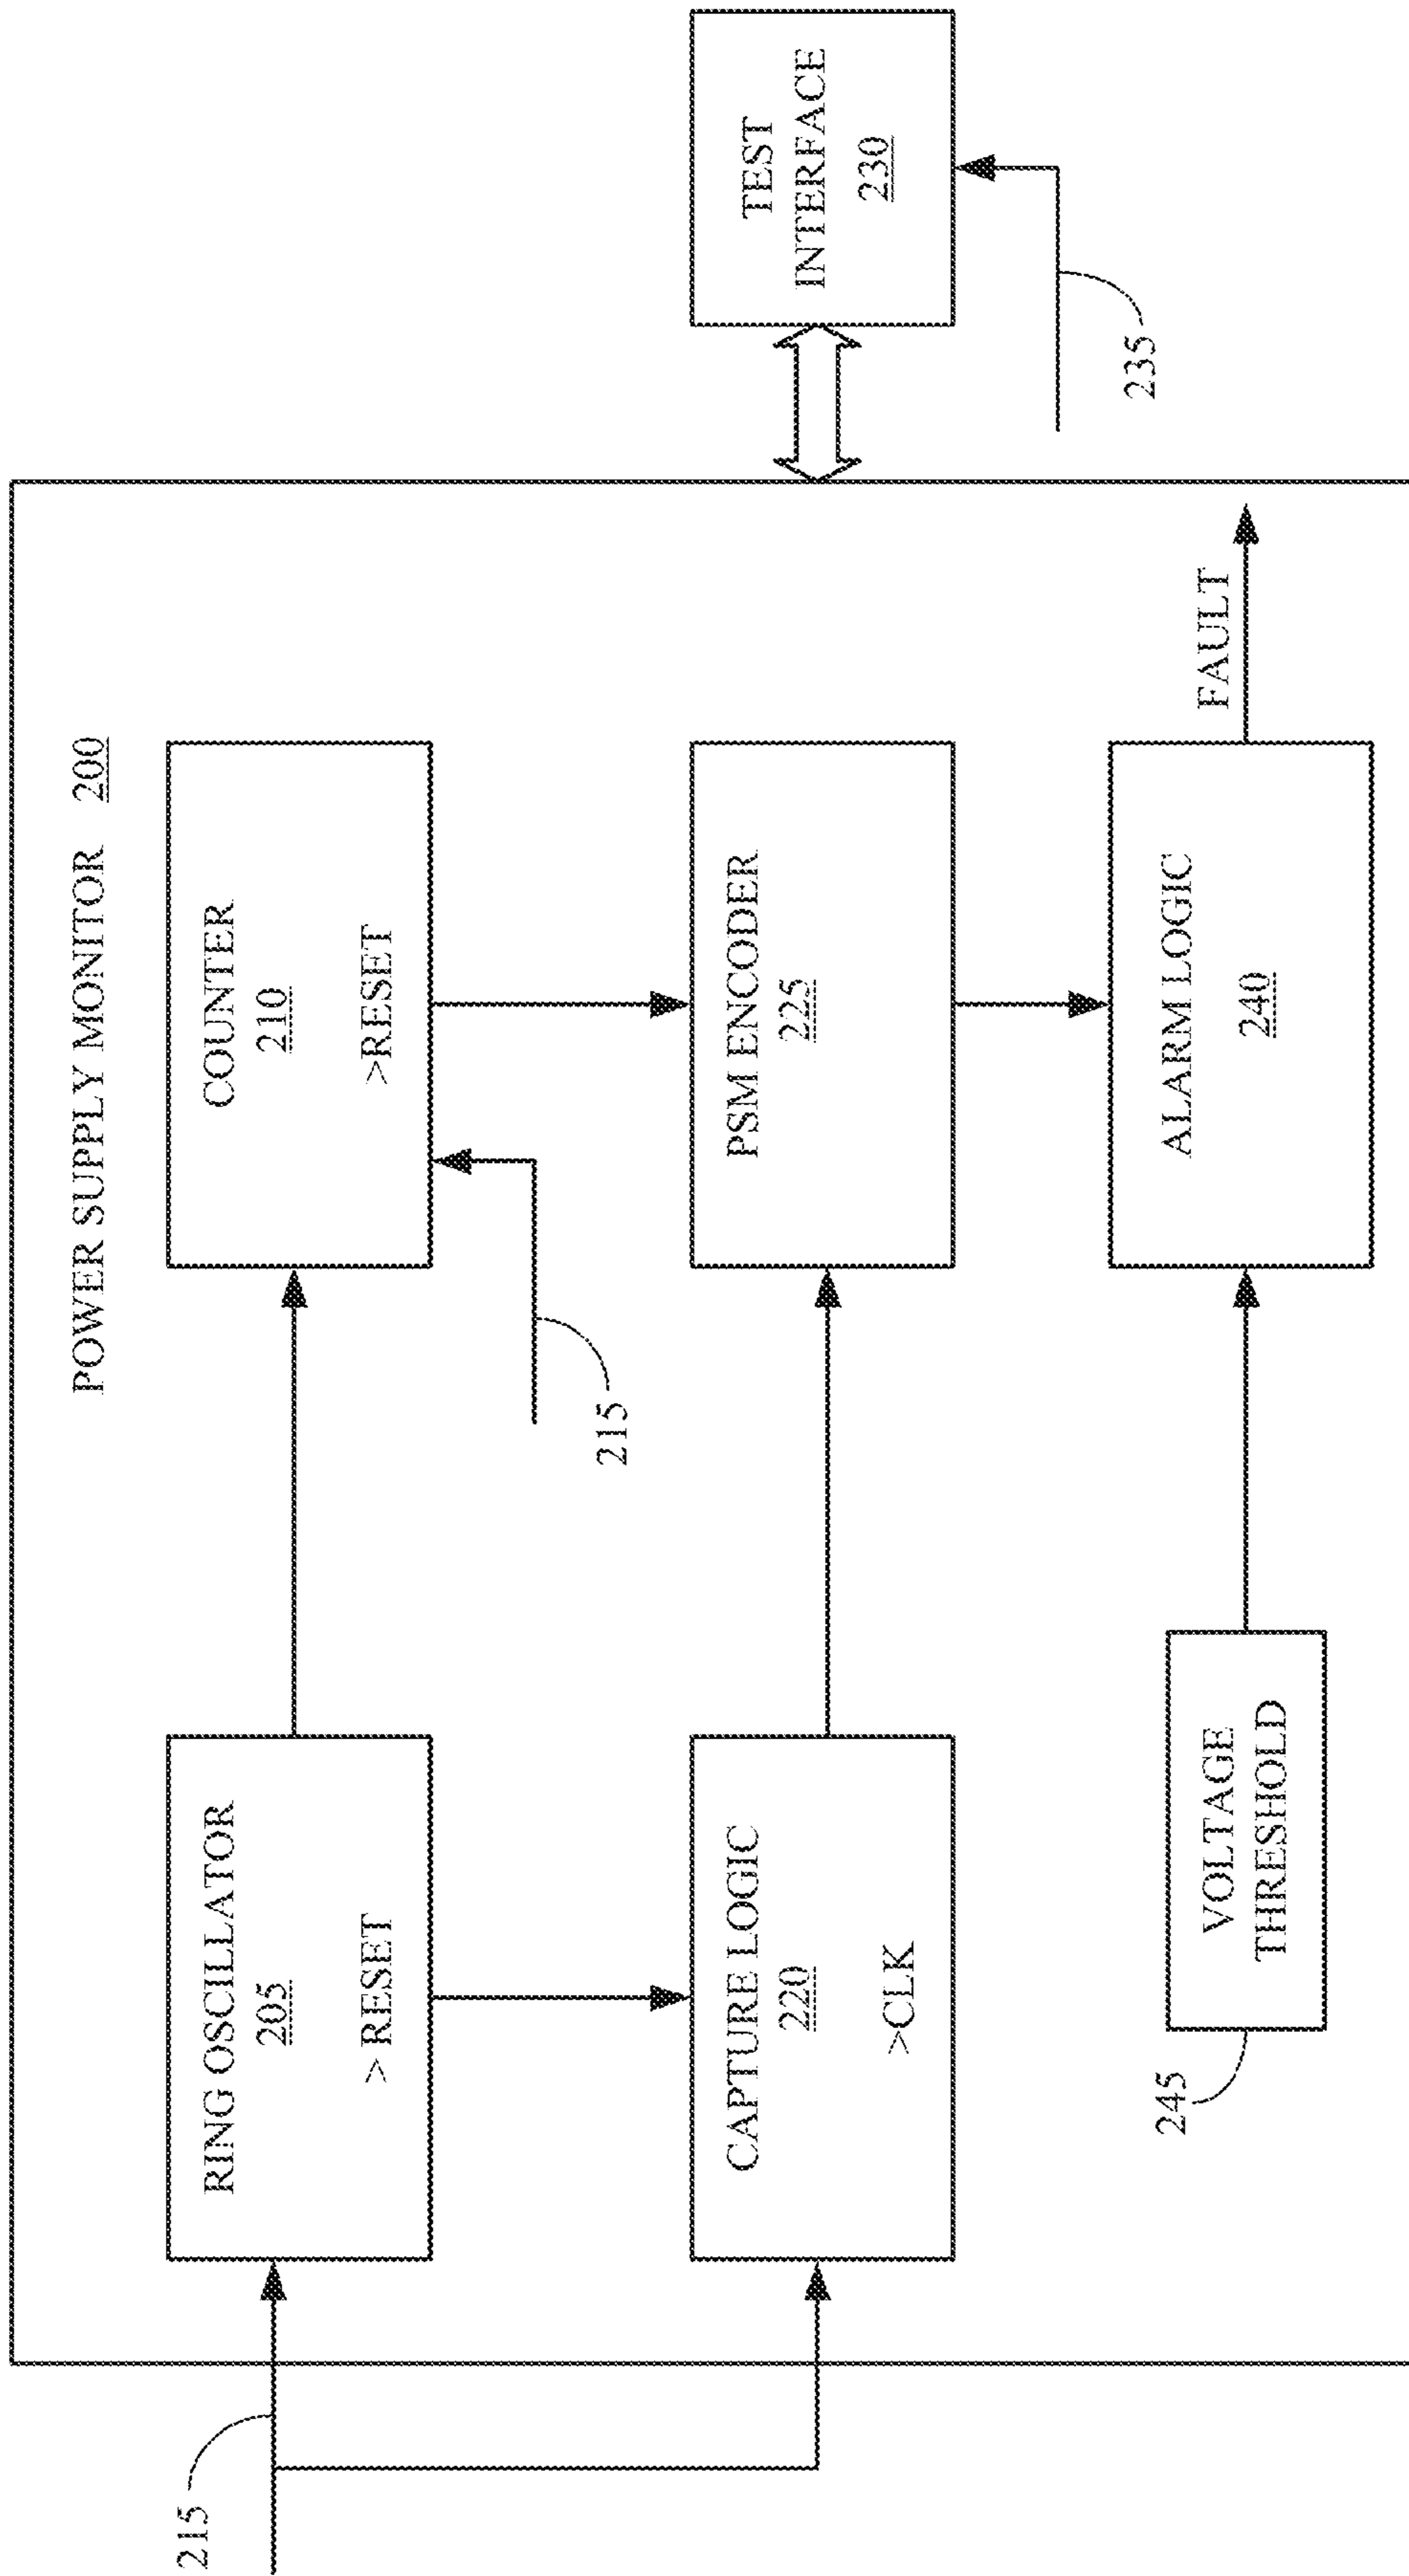 POWER SUPPLY MONITOR 200
215
RING OSCILLATOR
205
> RESET
COUNTER
210
>RESET
215
CAPTURE LOGIC
220
>CLK
PSM ENCODER
225
TEST
INTERFACE
230
235
245
VOLTAGE
THRESHOLD
ALARM LOGIC
240
FAULT